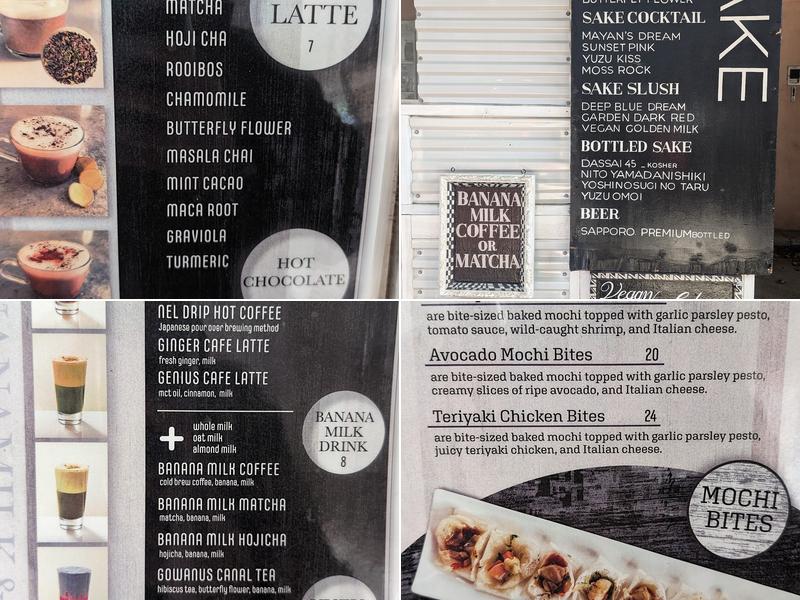 MATCHA
HOJI CHA
ROOIBOS
CHAMOMILE
BUTTERFLY FLOWER
MASALA CHAI
MINT CACAO
MACA ROOT
GRAVIOLA
TURMERIC
LATTE
7
HOT
CHOCOLATE
BUTTERFLY FLOWER
SAKE COCKTAIL
MAYAN'S DREAM
SUNSET PINK
YUZU KISS
MOSS ROCK
SAKE SLUSH
DEEP BLUE DREAM
GARDEN DARK RED
VEGAN GOLDEN MILK
BOTTLED SAKE
DASSAI 45 _ KOSHER
NITO YAMADANISHIKI
YOSHINOSUGI NO TARU
YUZU OMOI
BEER
SAPPORO PREMIUM BOTTLED
AKE
BANANA
MILK
COFFEE
OR
MATCHA
Vegan
NEL DRIP HOT COFFEE
Japanese pour over brewing method
GINGER CAFE LATTE
fresh ginger, milk
GENIUS CAFE LATTE
mct oil, cinnamon, milk
+
whole milk
oat milk
almond milk
BANANA MILK COFFEE
cold brew coffee, banana, milk
BANANA MILK MATCHA
matcha, banana, milk
BANANA MILK HOJICHA
hojicha, banana, milk
GOWANUS CANAL TEA
hibiscus tea, butterfly flower, banana, milk
BANANA
MILK
DRINK
8
are bite-sized baked mochi topped with garlic parsley pesto,
tomato sauce, wild-caught shrimp, and Italian cheese.
Avocado Mochi Bites 20
are bite-sized baked mochi topped with garlic parsley pesto,
creamy slices of ripe avocado, and Italian cheese.
Teriyaki Chicken Bites 24
are bite-sized baked mochi topped with garlic parsley pesto,
juicy teriyaki chicken, and Italian cheese.
MOCHI
BITES